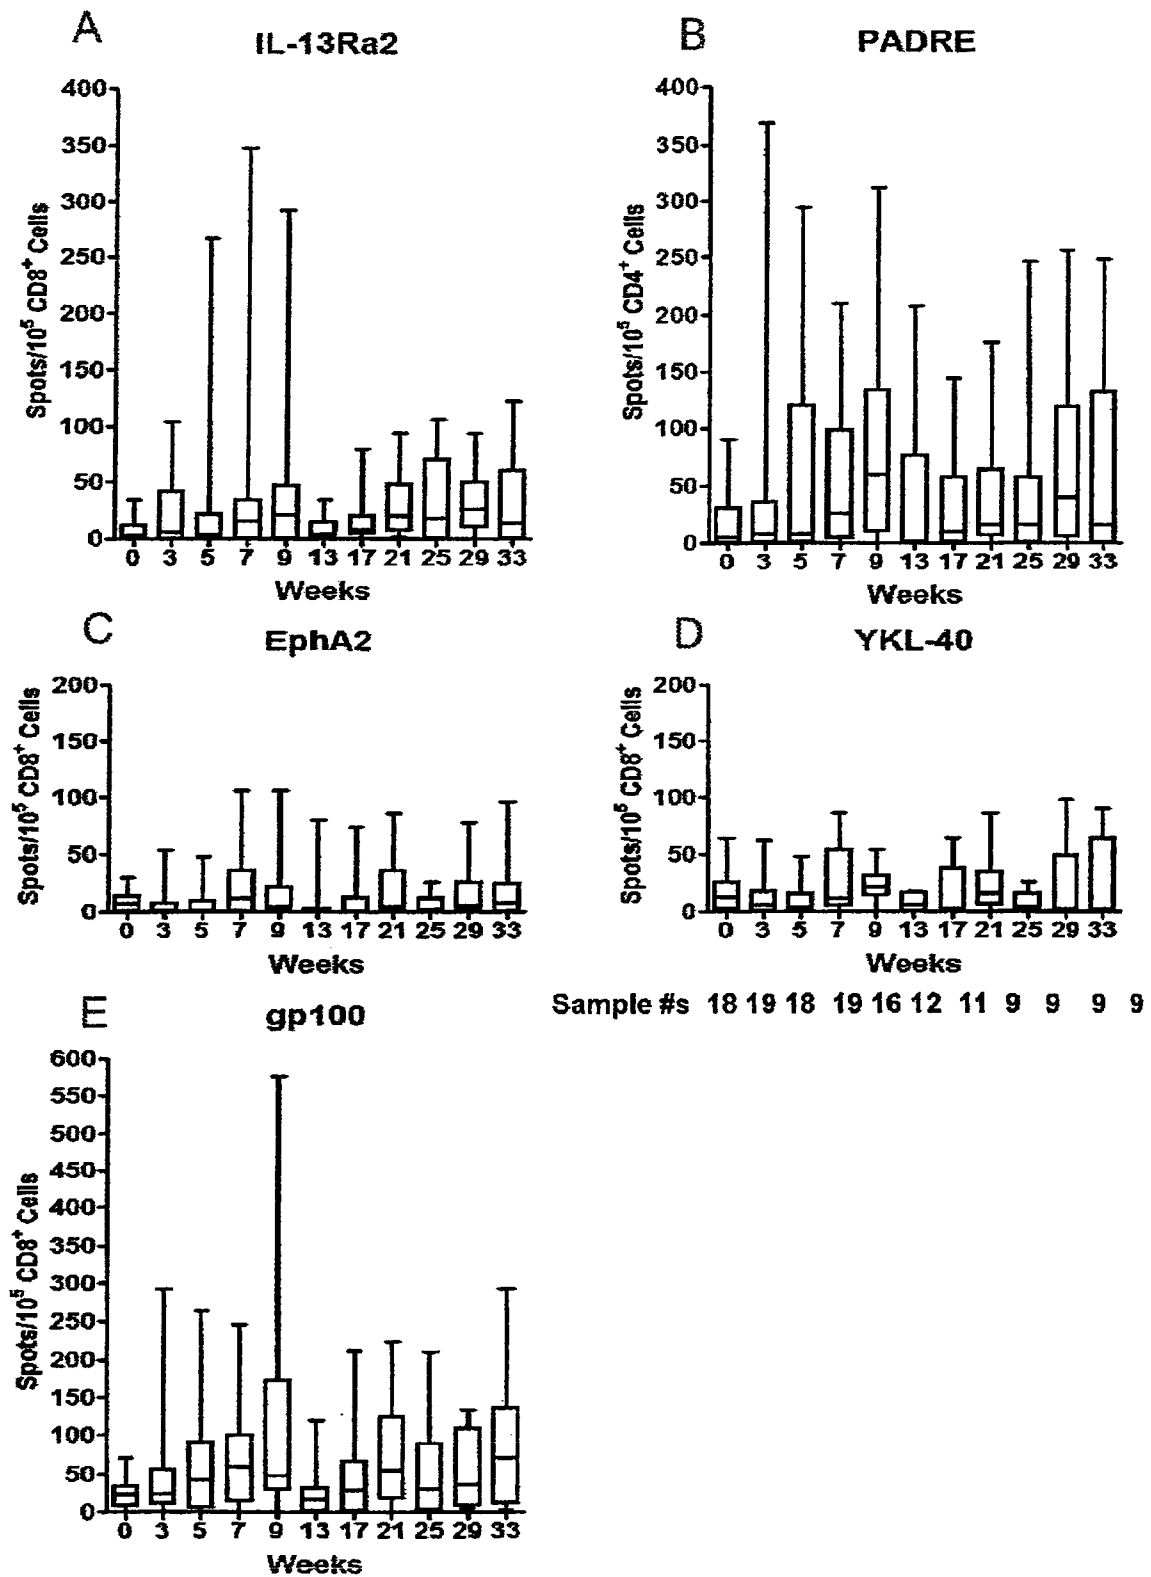 A
IL-13Ra2
400
350
300
250
200
150
100
50
0
Spots/10⁵ CD8⁺ Cells
0 3 5 7 9 13 17 21 25 29 33
Weeks
B
PADRE
400
350
300
250
200
150
100
50
0
Spots/10⁵ CD4⁺ Cells
0 3 5 7 9 13 17 21 25 29 33
Weeks
C
EphA2
200
150
100
50
0
Spots/10⁵ CD8⁺ Cells
0 3 5 7 9 13 17 21 25 29 33
Weeks
D
YKL-40
200
150
100
50
0
Spots/10⁵ CD8⁺ Cells
0 3 5 7 9 13 17 21 25 29 33
Weeks
Sample #s 18 19 18 19 16 12 11 9 9 9 9
E
gp100
600
550
500
450
400
350
300
250
200
150
100
50
0
Spots/10⁵ CD8⁺ Cells
0 3 5 7 9 13 17 21 25 29 33
Weeks